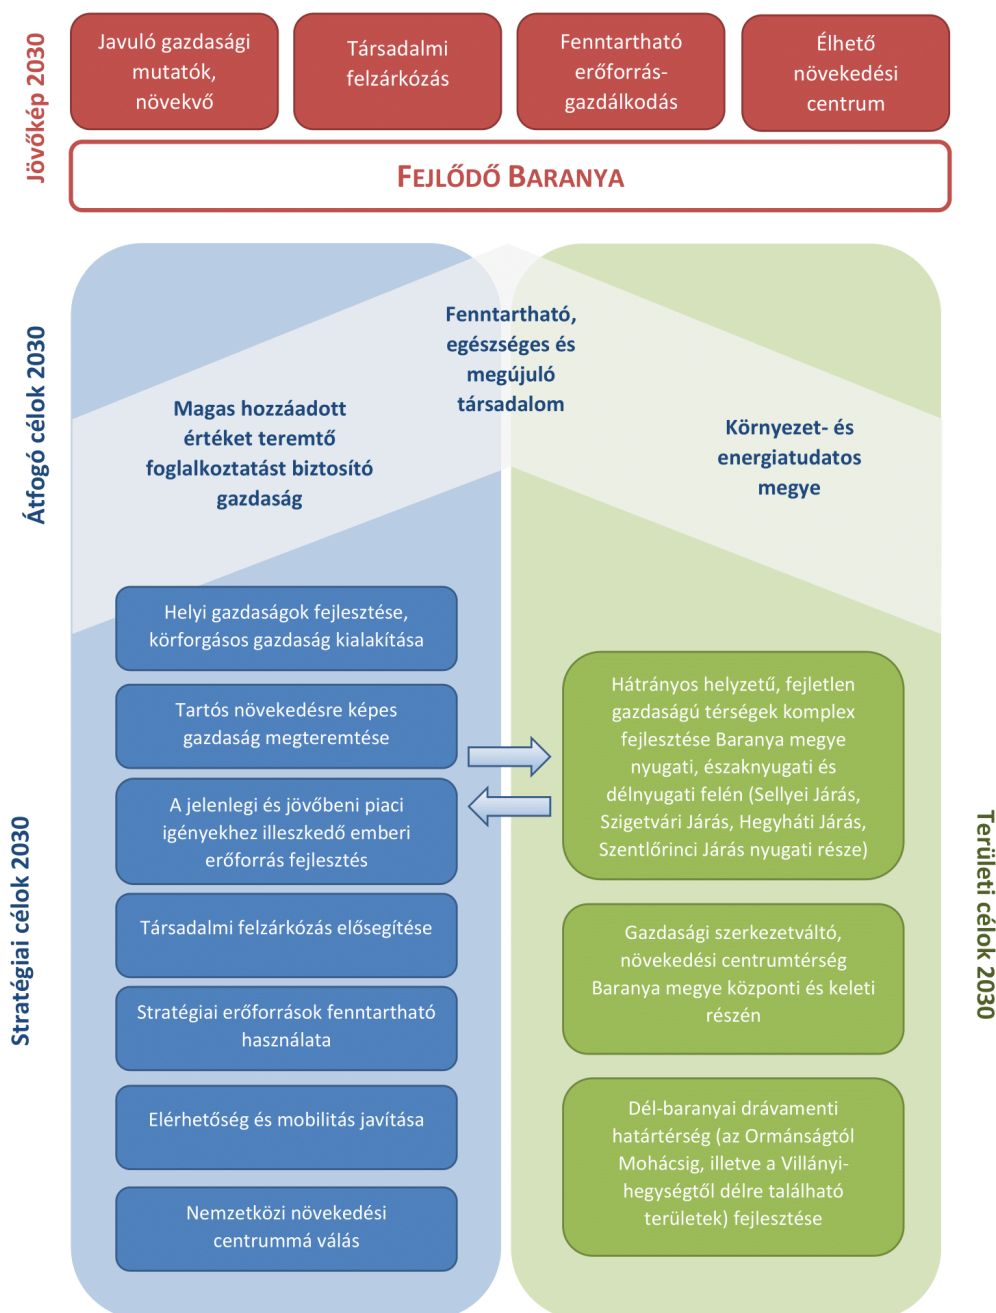 Jövőkép 2030
Javuló gazdasági
mutatók,
növekvő
Társadalmi
felzárkózás
Fenntartható
erőforrás-
gazdálkodás
Élhető
növekedési
centrum
FEJLŐDŐ BARANYA
Átfogó célok 2030
Magas hozzáadott
értéket teremtő
foglalkoztatást biztosító
gazdaság
Fenntartható,
egészséges és
megújuló
társadalom
Környezet- és
energiatudatos
megye
Stratégiai célok 2030
Helyi gazdaságok fejlesztése,
körforgásos gazdaság kialakítása
Tartós növekedésre képes
gazdaság megteremtése
A jelenlegi és jövőbeni piaci
igényekhez illeszkedő emberi
erőforrás fejlesztés
Társadalmi felzárkózás elősegítése
Stratégiai erőforrások fenntartható
használata
Elérhetőség és mobilitás javítása
Nemzetközi növekedési
centrummá válás
Területi célok 2030
Hátrányos helyzetű, fejletlen
gazdaságú térségek komplex
fejlesztése Baranya megye
nyugati, északnyugati és
délnyugati felén (Sellyei Járás,
Szigetvári Járás, Hegyháti Járás,
Szentlőrinci Járás nyugati része)
Gazdasági szerkezetváltó,
növekedési centrumtérség
Baranya megye központi és keleti
részén
Dél-baranyai drávamenti
határtérség (az Ormánságtól
Mohácsig, illetve a Villányi-
hegységtől délre található
területek) fejlesztése